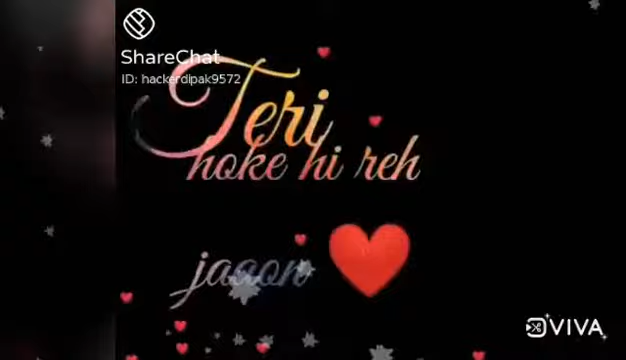 ShareChat
ID: hackerdipak9572
Teri
hoke hi reh
jaaon
VIVA